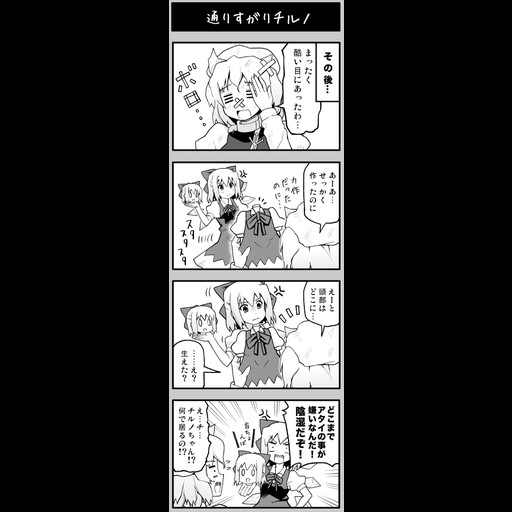 通りすがりチルノ
その後…
まったく
酷い目にあったわ…
ボロ…
あーあ…
せっかく
作ったのに
力作
だった
のに…
スタスタスタ
えーと
頭部は
どこに…
……え？
生えた？
どこまで
アタイの事が
嫌いなんだ！
陰湿だぞ！
え…チ…
チルノちゃん！？
何で居るの！？